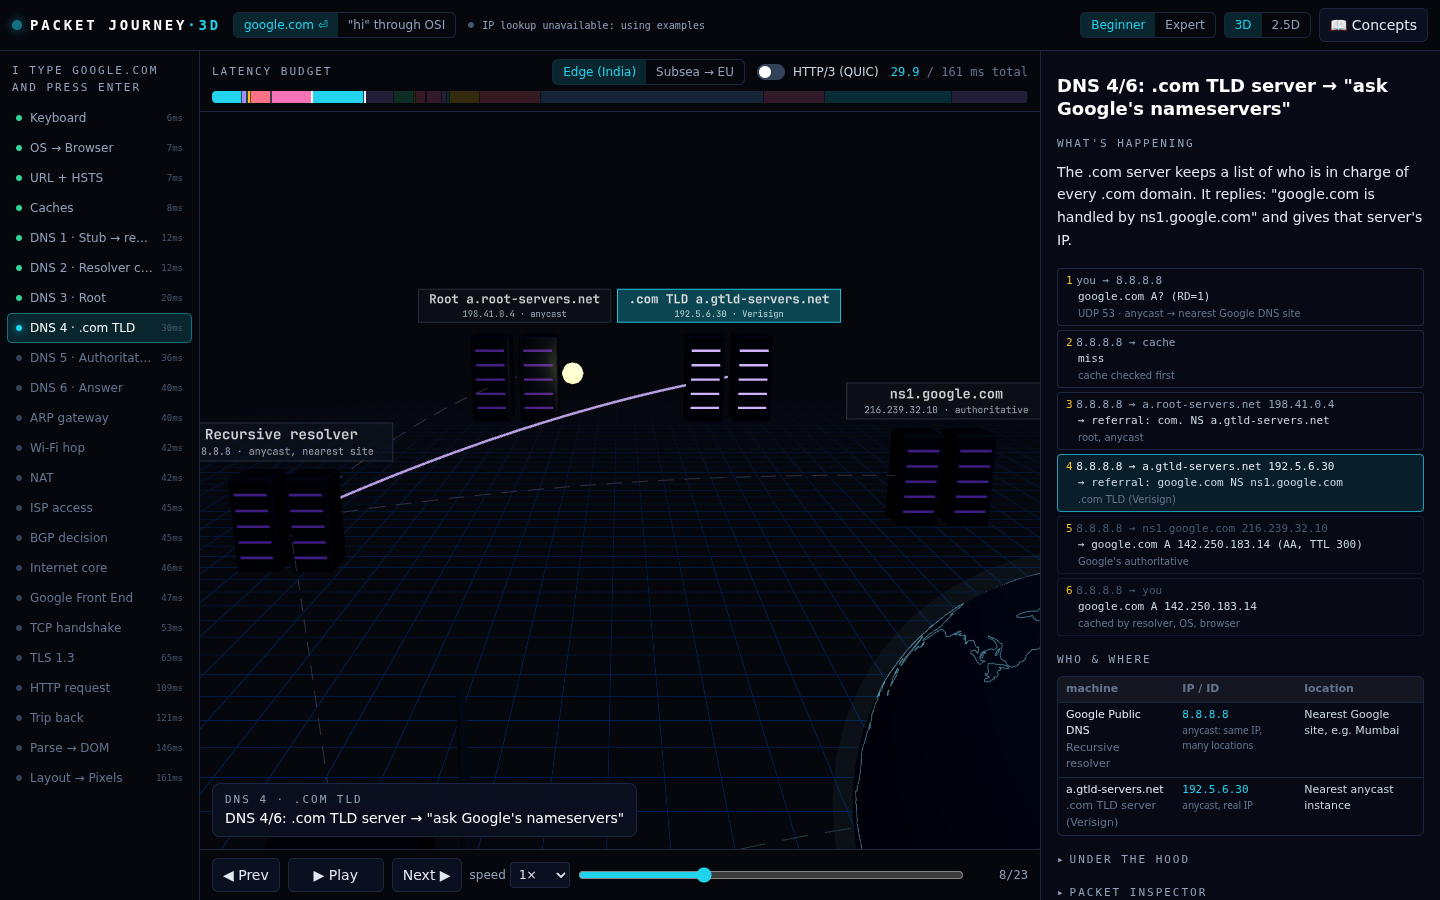 PACKET JOURNEY·3D
google.com ⏎
"hi" through OSI
IP lookup unavailable: using examples
Beginner
Expert
3D
2.5D
📖 Concepts
I TYPE GOOGLE.COM
AND PRESS ENTER
Keyboard 6ms
OS → Browser 7ms
URL + HSTS 7ms
Caches 8ms
DNS 1 · Stub → re… 12ms
DNS 2 · Resolver c… 12ms
DNS 3 · Root 20ms
DNS 4 · .com TLD 30ms
DNS 5 · Authoritat… 36ms
DNS 6 · Answer 40ms
ARP gateway 40ms
Wi-Fi hop 42ms
NAT 42ms
ISP access 45ms
BGP decision 45ms
Internet core 46ms
Google Front End 47ms
TCP handshake 53ms
TLS 1.3 65ms
HTTP request 109ms
Trip back 121ms
Parse → DOM 146ms
Layout → Pixels 161ms
LATENCY BUDGET
Edge (India)
Subsea → EU
HTTP/3 (QUIC)
29.9 / 161 ms total
Root a.root-servers.net
198.41.0.4 · anycast
.com TLD a.gtld-servers.net
192.5.6.30 · Verisign
ns1.google.com
216.239.32.10 · authoritative
Recursive resolver
8.8.8 · anycast, nearest site
DNS 4 · .COM TLD
DNS 4/6: .com TLD server → "ask Google's nameservers"
◀ Prev
▶ Play
Next ▶
speed
1×
8/23
DNS 4/6: .com TLD server → "ask
Google's nameservers"
WHAT'S HAPPENING
The .com server keeps a list of who is in charge of
every .com domain. It replies: "google.com is
handled by ns1.google.com" and gives that server's
IP.
1 you → 8.8.8.8
google.com A? (RD=1)
UDP 53 · anycast → nearest Google DNS site
2 8.8.8.8 → cache
miss
cache checked first
3 8.8.8.8 → a.root-servers.net 198.41.0.4
→ referral: com. NS a.gtld-servers.net
root, anycast
4 8.8.8.8 → a.gtld-servers.net 192.5.6.30
→ referral: google.com NS ns1.google.com
.com TLD (Verisign)
5 8.8.8.8 → ns1.google.com 216.239.32.10
→ google.com A 142.250.183.14 (AA, TTL 300)
Google's authoritative
6 8.8.8.8 → you
google.com A 142.250.183.14
cached by resolver, OS, browser
WHO & WHERE
machine IP / ID location
Google Public DNS
Recursive resolver
8.8.8.8
anycast: same IP, many locations
Nearest Google site, e.g. Mumbai
a.gtld-servers.net
.com TLD server (Verisign)
192.5.6.30
anycast, real IP
Nearest anycast instance
▸ UNDER THE HOOD
▸ PACKET INSPECTOR